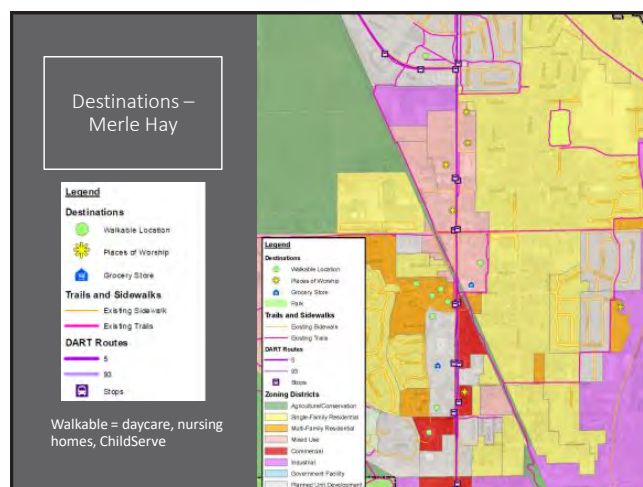 Destinations –
Merle Hay
Legend
Destinations
Walkable Location
Places of Worship
Grocery Store
Trails and Sidewalks
Existing Sidewalk
Existing Trails
DART Routes
5
93
Stops
Walkable = daycare, nursing
homes, ChildServe
Legend
Destinations
Walkable Location
Places of Worship
Grocery Store
Park
Trails and Sidewalks
Existing Sidewalk
Existing Trails
DART Routes
5
93
Stops
Zoning Districts
Agriculture/Conservation
Single-Family Residential
Multi-Family Residential
Mixed Use
Commercial
Industrial
Government Facility
Planned Unit Development